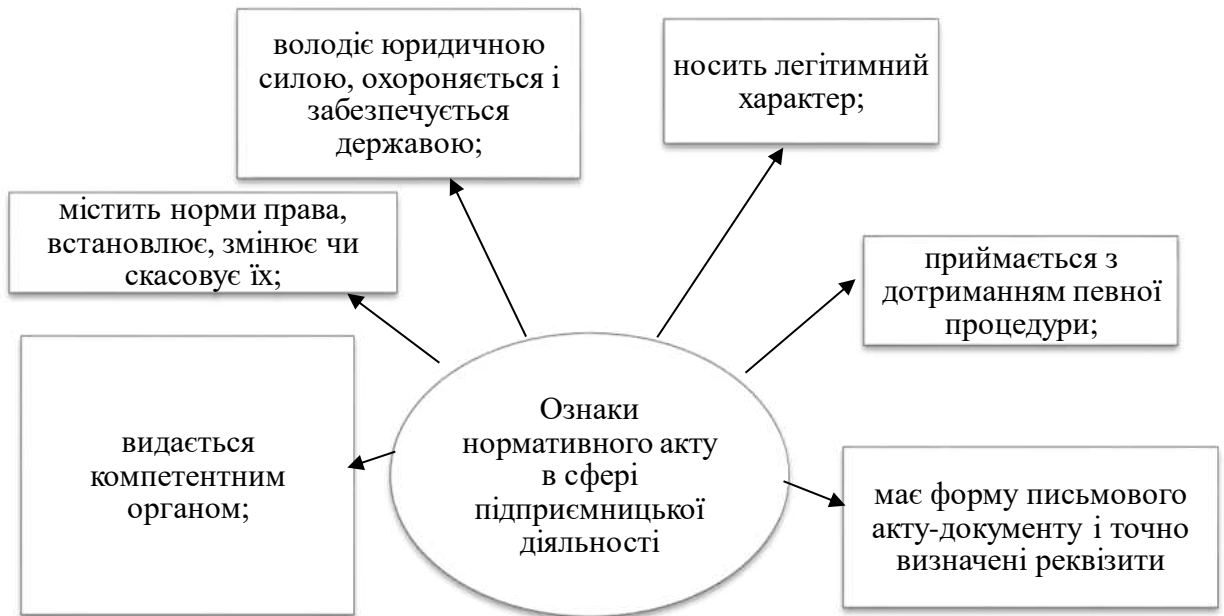 володіє юридичною
силою, охороняється і
забезпечується
державою;
носить легітимний
характер;
містить норми права,
встановлює, змінює чи
скасовує їх;
приймається з
дотриманням певної
процедури;
видається
компетентним
органом;
Ознаки
нормативного акту
в сфері
підприємницької
діяльності
має форму письмового
акту-документу і точно
визначені реквізити